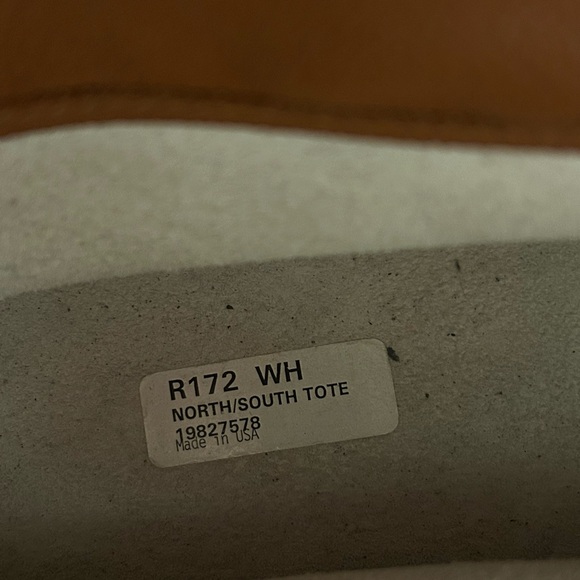 R172 WH
NORTH/SOUTH TOTE
19827578
Made in USA